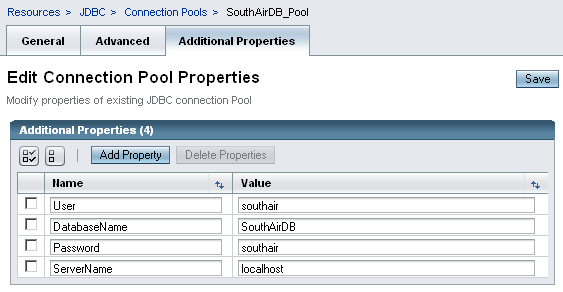 Resources > JDBC > Connection Pools > SouthAirDB_Pool
General Advanced Additional Properties
Edit Connection Pool Properties Save
Modify properties of existing JDBC connection Pool
Additional Properties (4)
Add Property Delete Properties
Name Value
User southair
DatabaseName SouthAirDB
Password southair
ServerName localhost